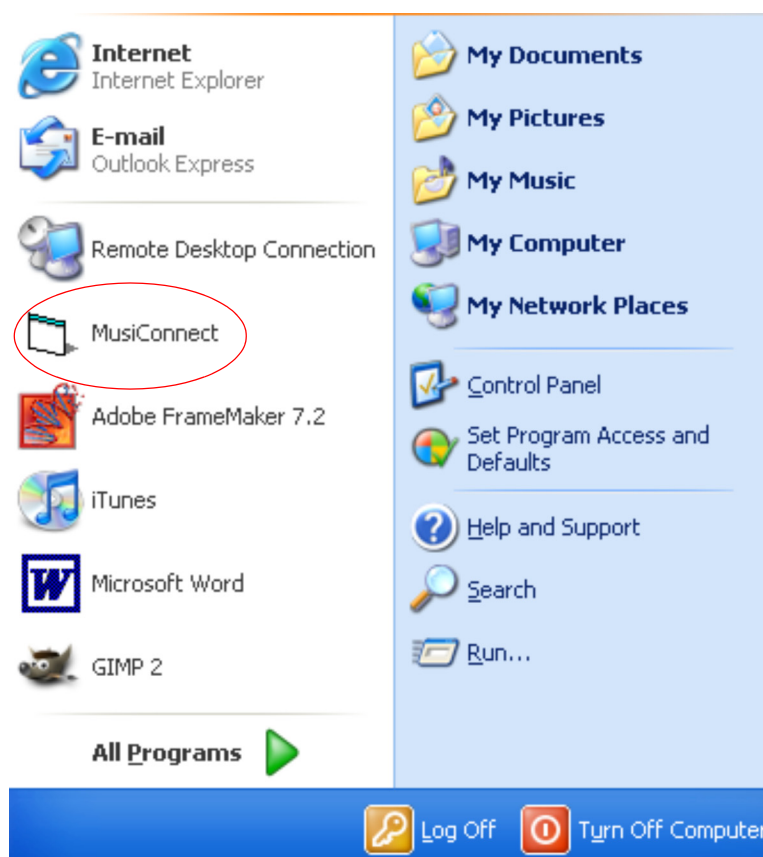 Internet
Internet Explorer
E-mail
Outlook Express
Remote Desktop Connection
MusiConnect
Adobe FrameMaker 7.2
iTunes
Microsoft Word
GIMP 2
All Programs
My Documents
My Pictures
My Music
My Computer
My Network Places
Control Panel
Set Program Access and
Defaults
Help and Support
Search
Run...
Log Off
Turn Off Computer